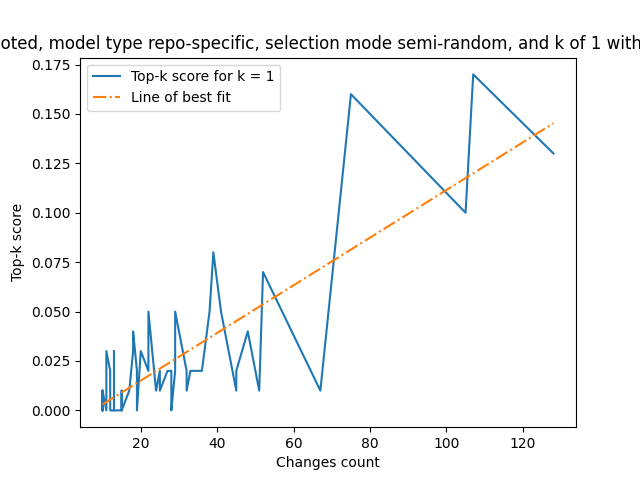 oted, model type repo-specific, selection mode semi-random, and k of 1 with
Top-k score for k = 1
Line of best fit
Top-k score
0.175
0.150
0.125
0.100
0.075
0.050
0.025
0.000
20 40 60 80 100 120
Changes count